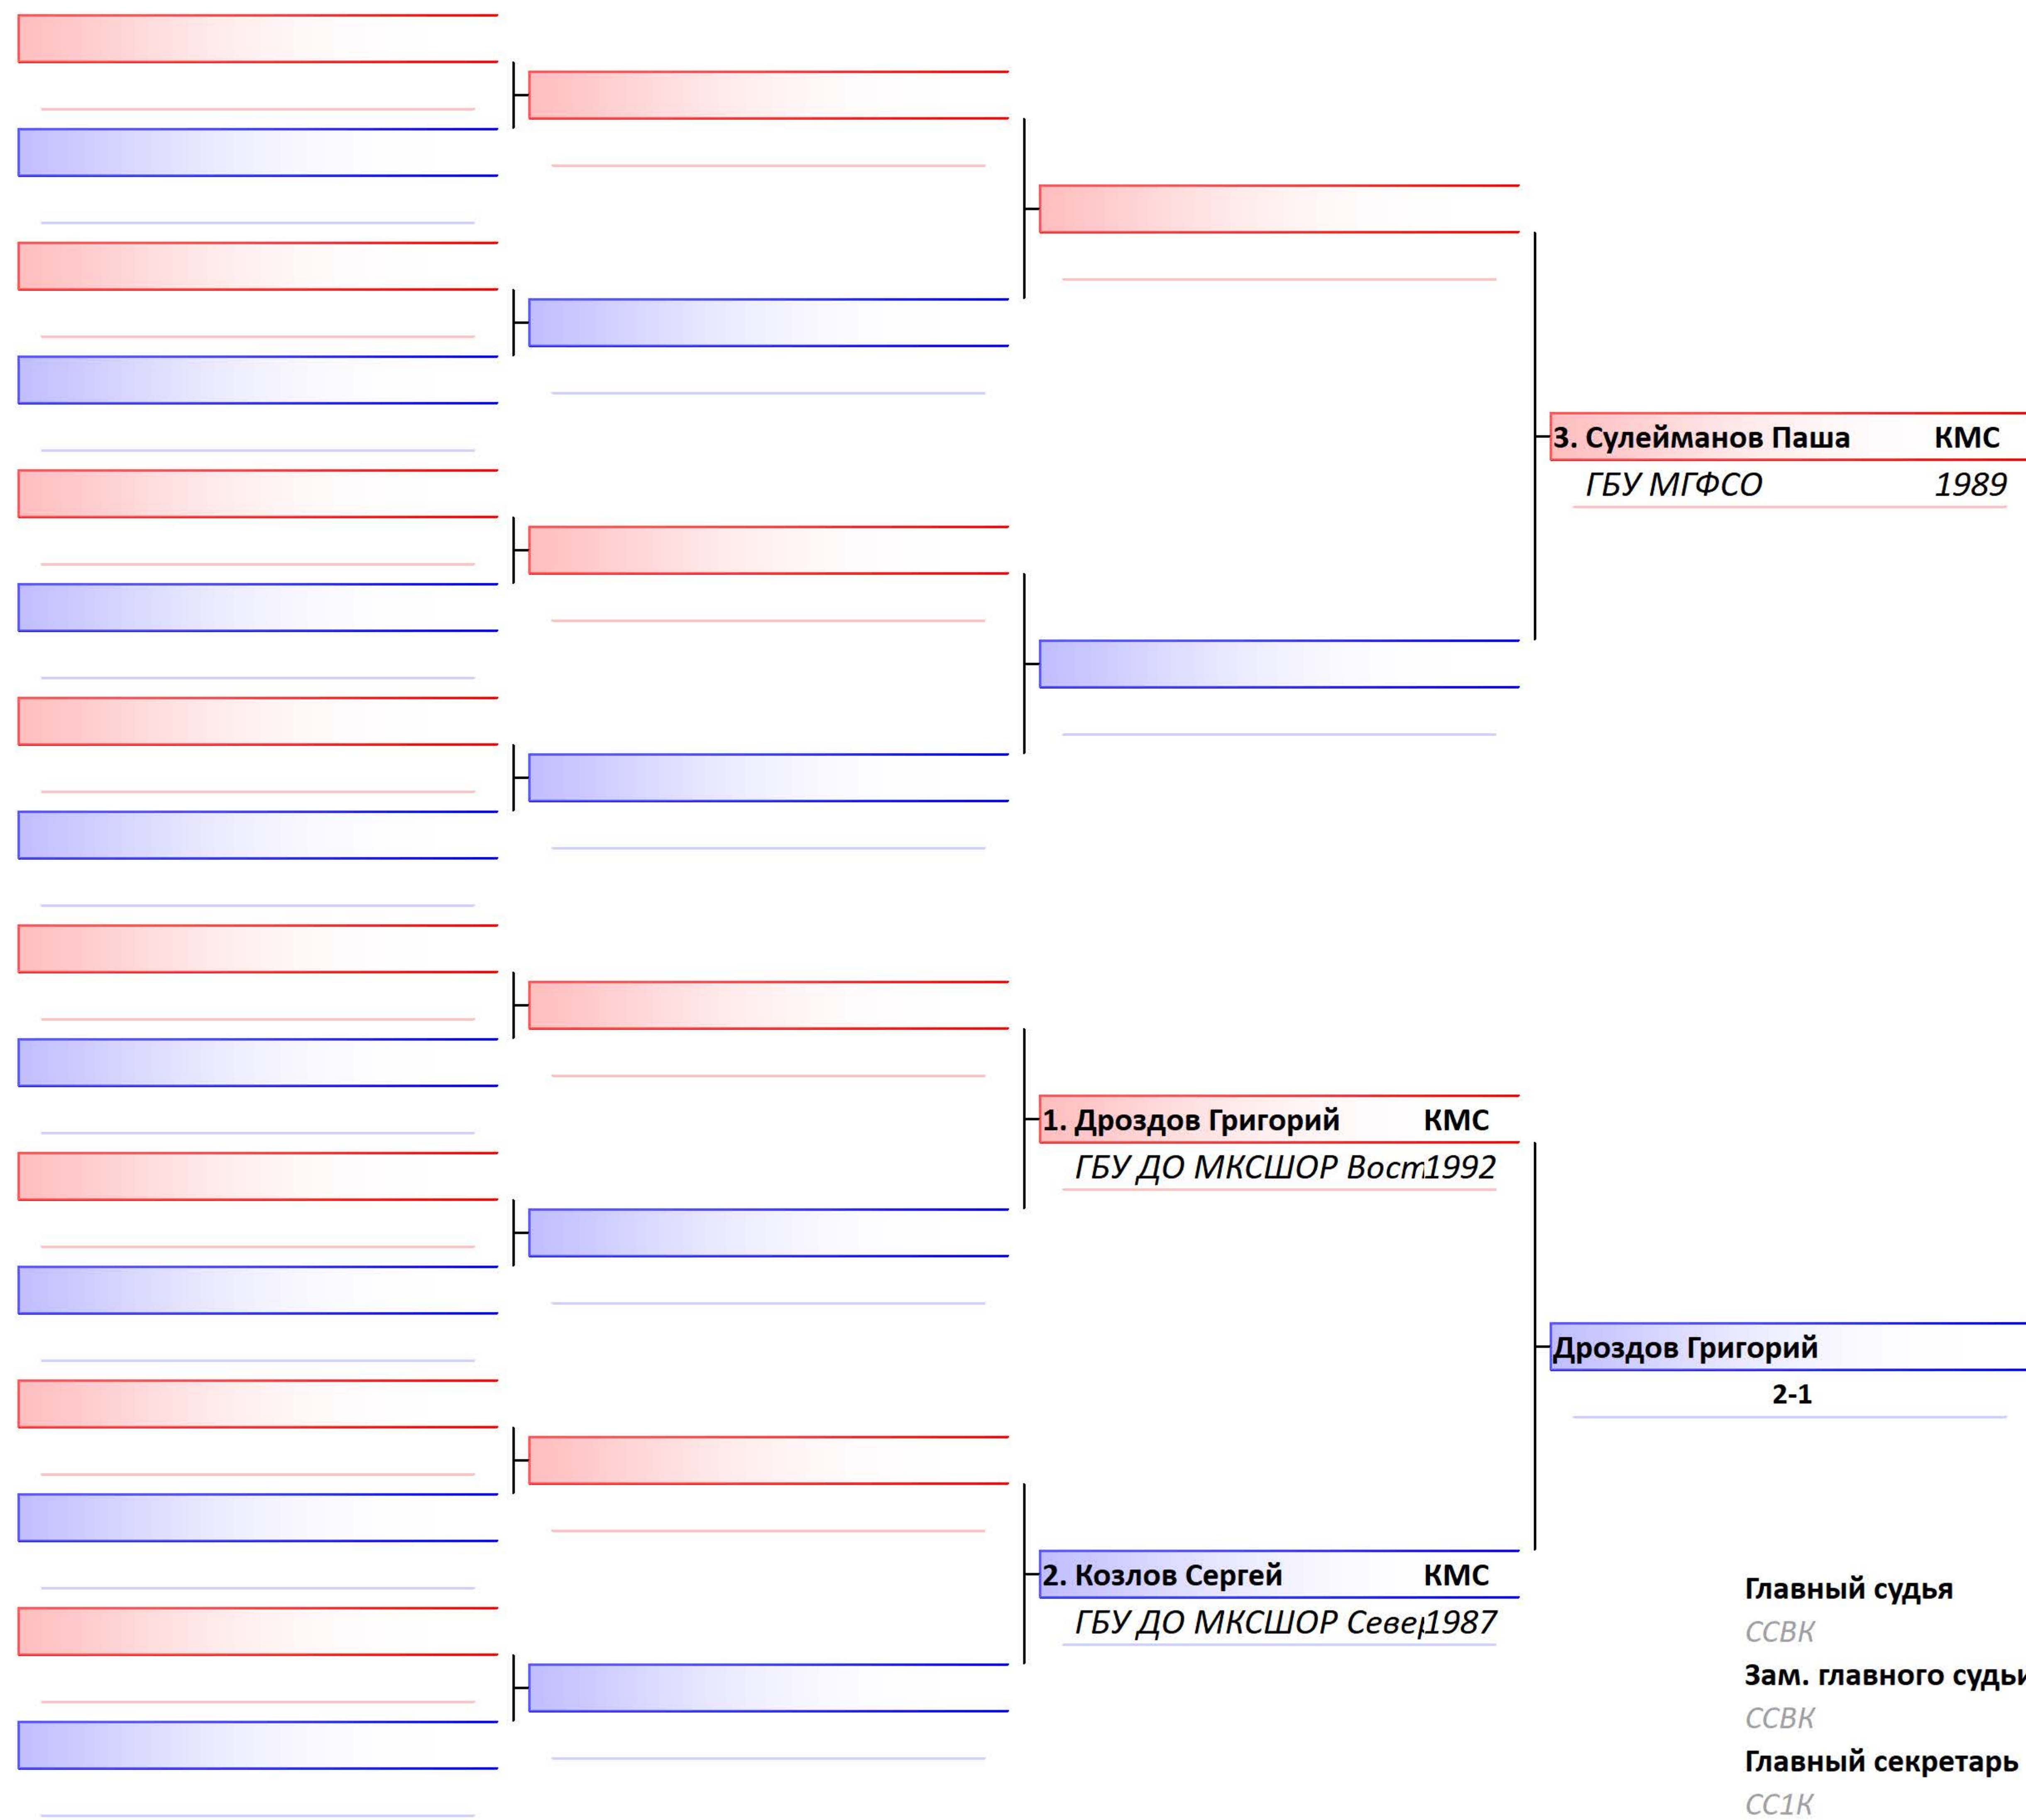 3. Сулейманов Паша КМС
ГБУ МГФСО 1989
1. Дроздов Григорий КМС
ГБУ ДО МКСШОР Вост 1992
Дроздов Григорий
2-1
2. Козлов Сергей КМС
ГБУ ДО МКСШОР Север 1987
Главный судья
ССВК
Зам. главного судьи
ССВК
Главный секретарь
СС1К